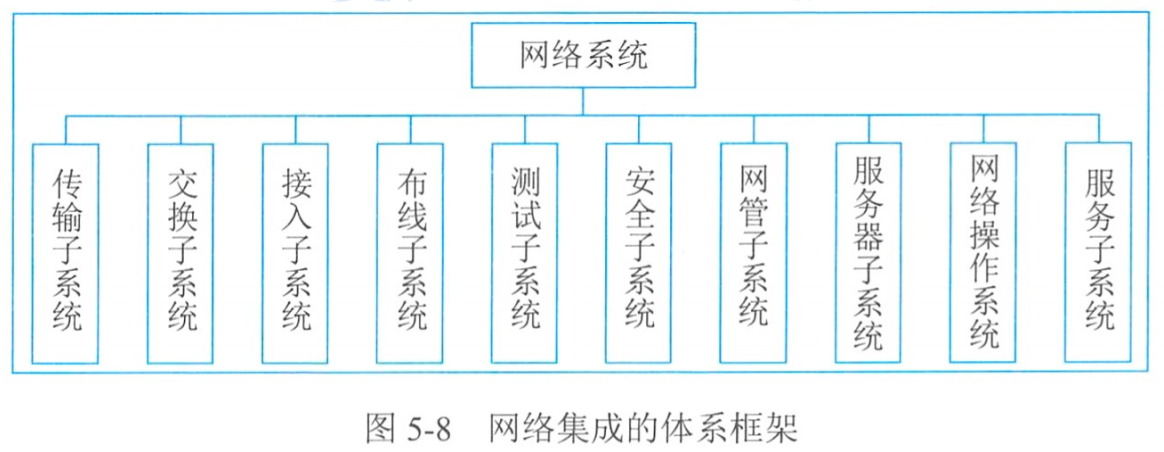 网络系统
传输子系统
交换子系统
接入子系统
布线子系统
测试子系统
安全子系统
网管子系统
服务器子系统
网络操作系统
服务子系统
图 5-8 网络集成的体系框架